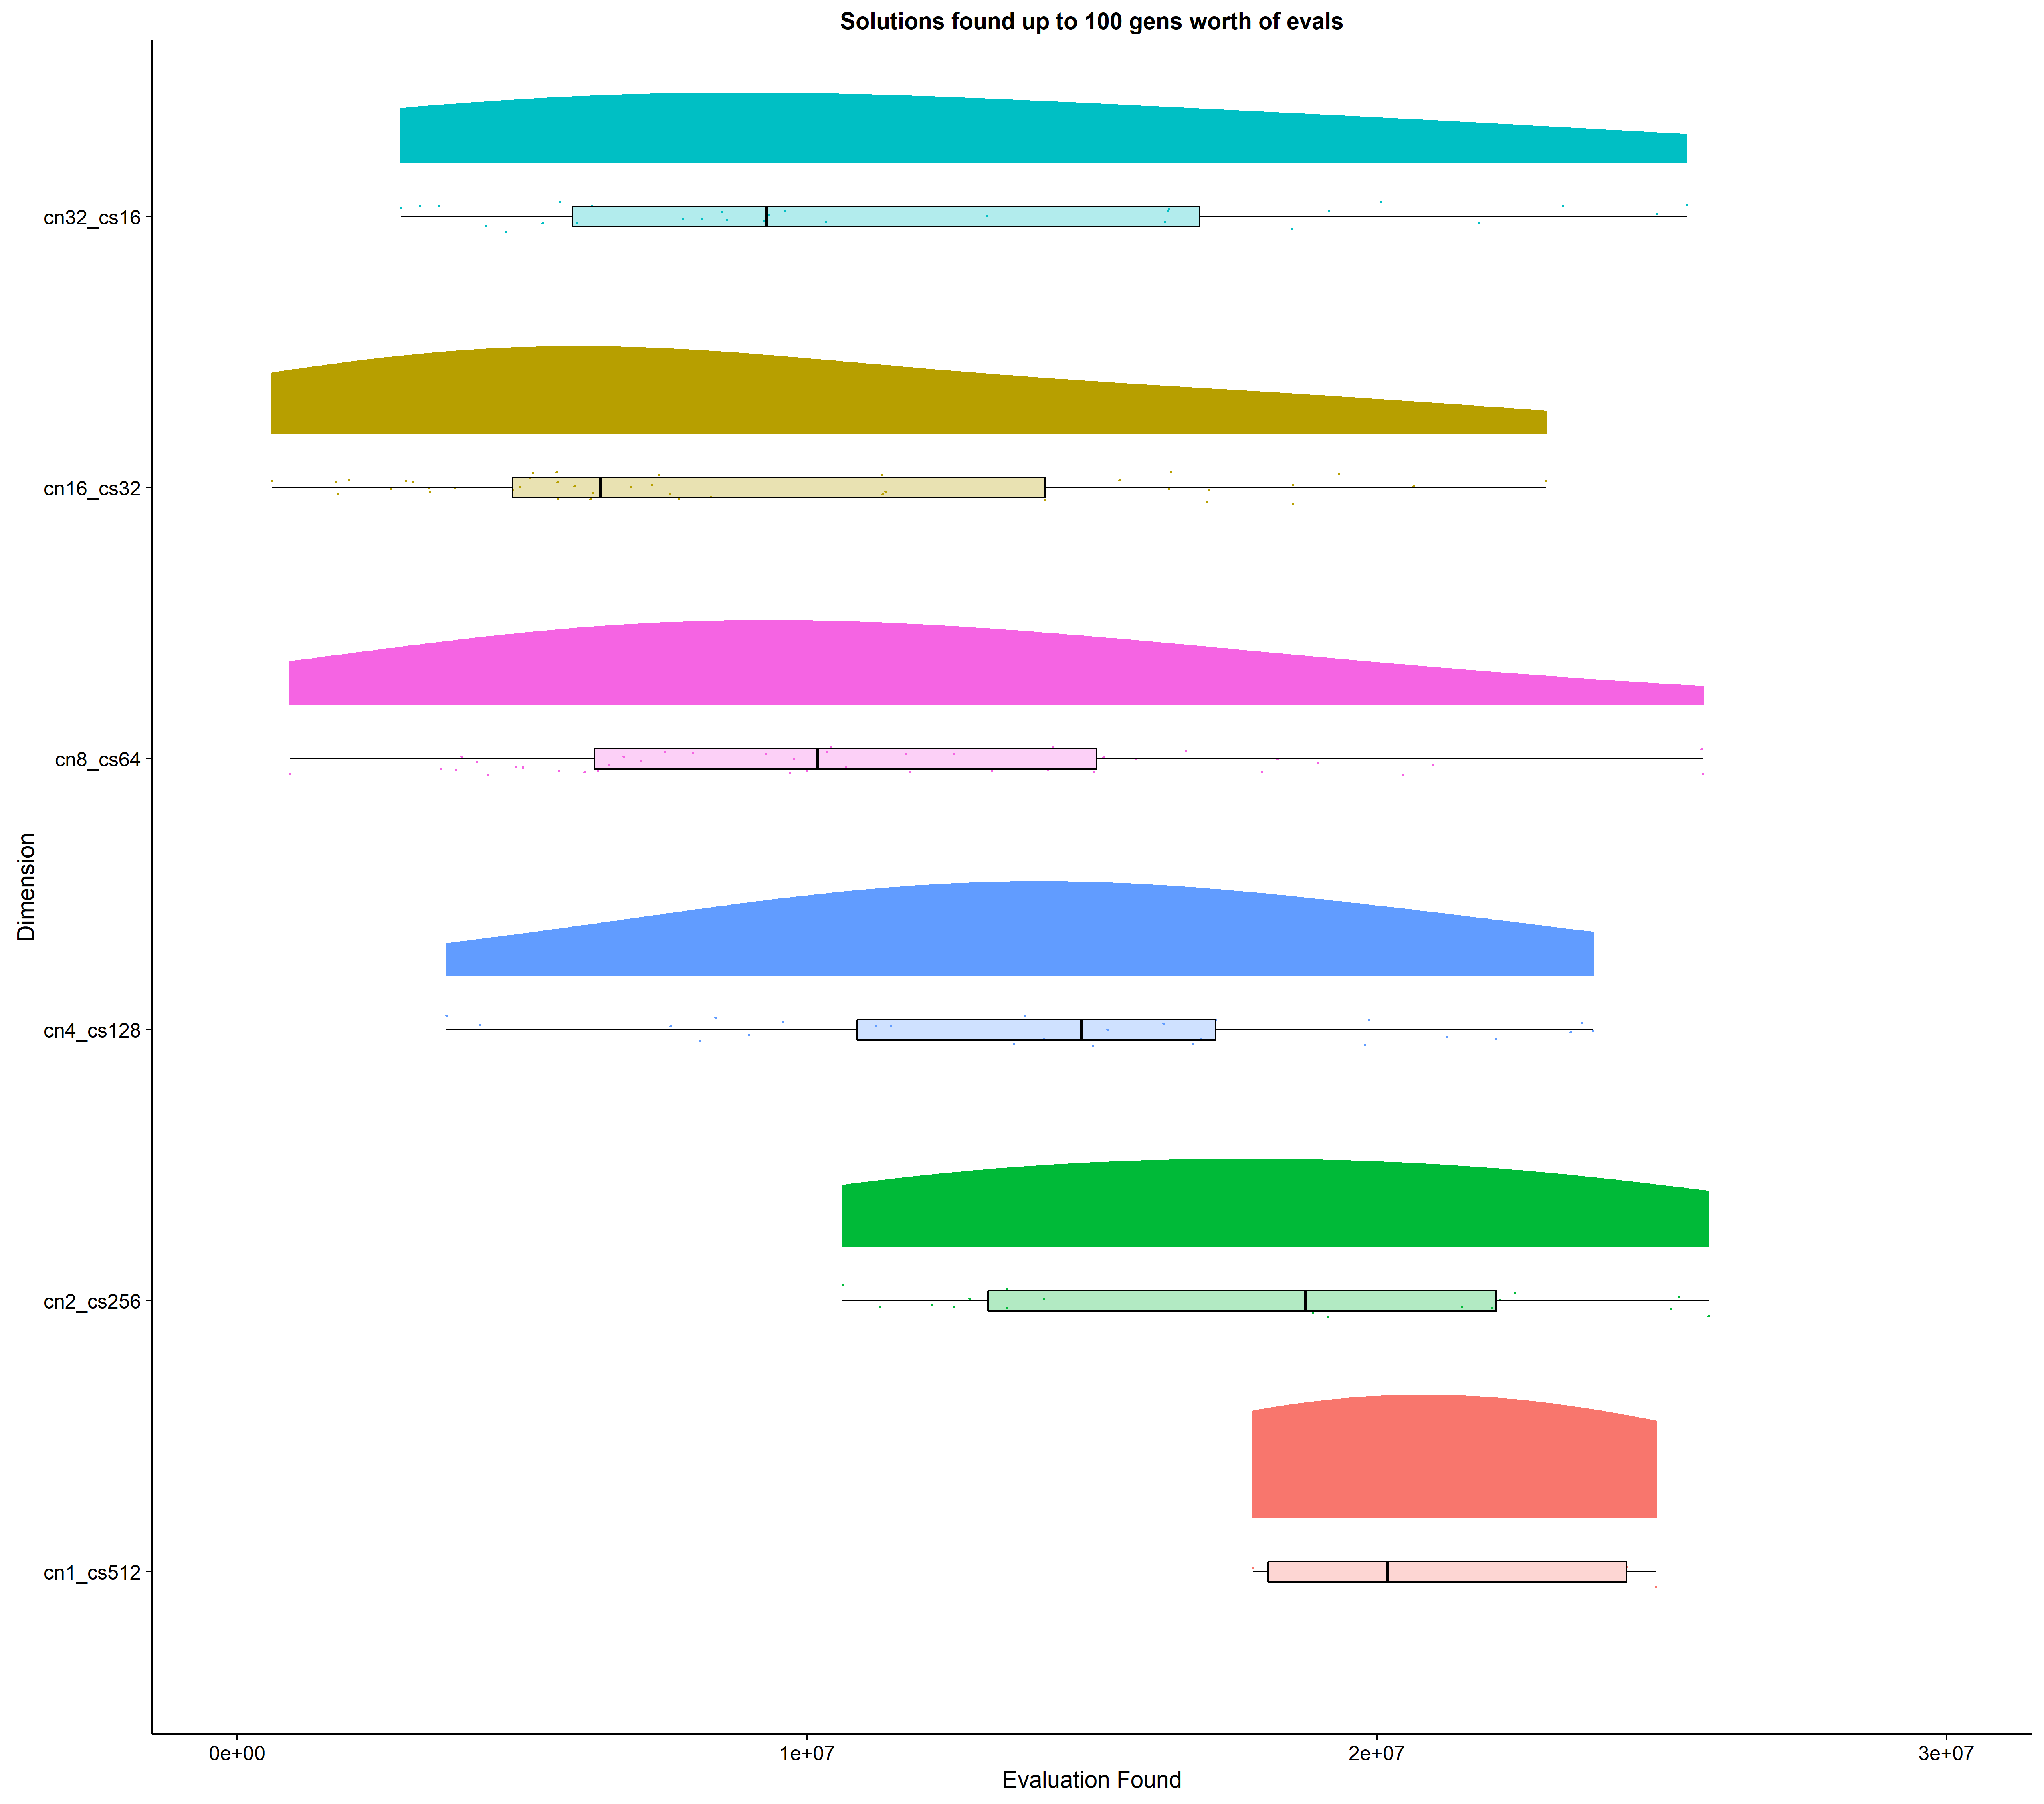 Solutions found up to 100 gens worth of evals
cn32_cs16
cn16_cs32
cn8_cs64
cn4_cs128
cn2_cs256
cn1_cs512
Dimension
0e+00 1e+07 2e+07 3e+07
Evaluation Found